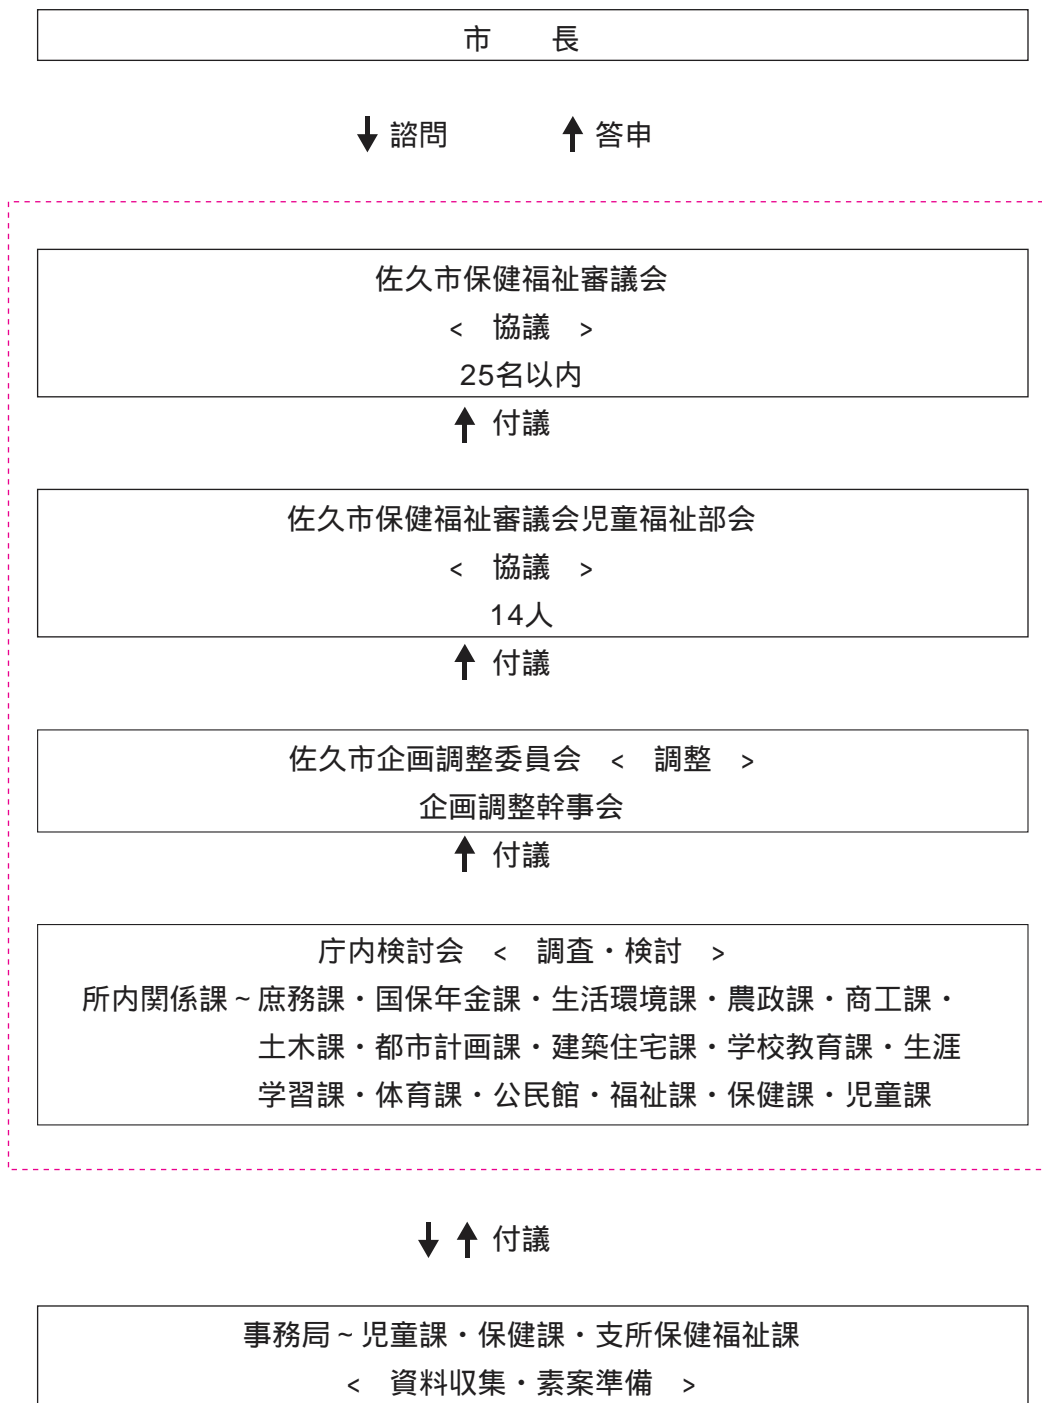 市　　長
↓ 諮問　　　↑ 答申
佐久市保健福祉審議会
<　協議　>
25名以内
↑ 付議
佐久市保健福祉審議会児童福祉部会
<　協議　>
14人
↑ 付議
佐久市企画調整委員会　<　調整　>
企画調整幹事会
↑ 付議
庁内検討会　<　調査・検討　>
所内関係課~庶務課・国保年金課・生活環境課・農政課・商工課・
土木課・都市計画課・建築住宅課・学校教育課・生涯
学習課・体育課・公民館・福祉課・保健課・児童課
↓ ↑ 付議
事務局~児童課・保健課・支所保健福祉課
<　資料収集・素案準備　>